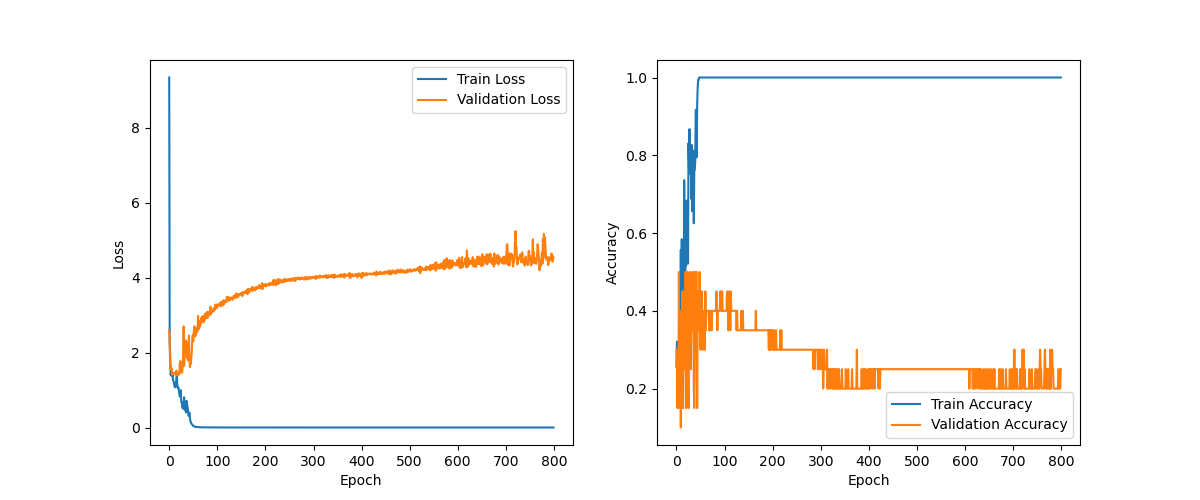 Train Loss
Validation Loss
8
6
4
2
0
Loss
0 100 200 300 400 500 600 700 800
Epoch
1.0
0.8
0.6
0.4
0.2
Accuracy
Train Accuracy
Validation Accuracy
0 100 200 300 400 500 600 700 800
Epoch